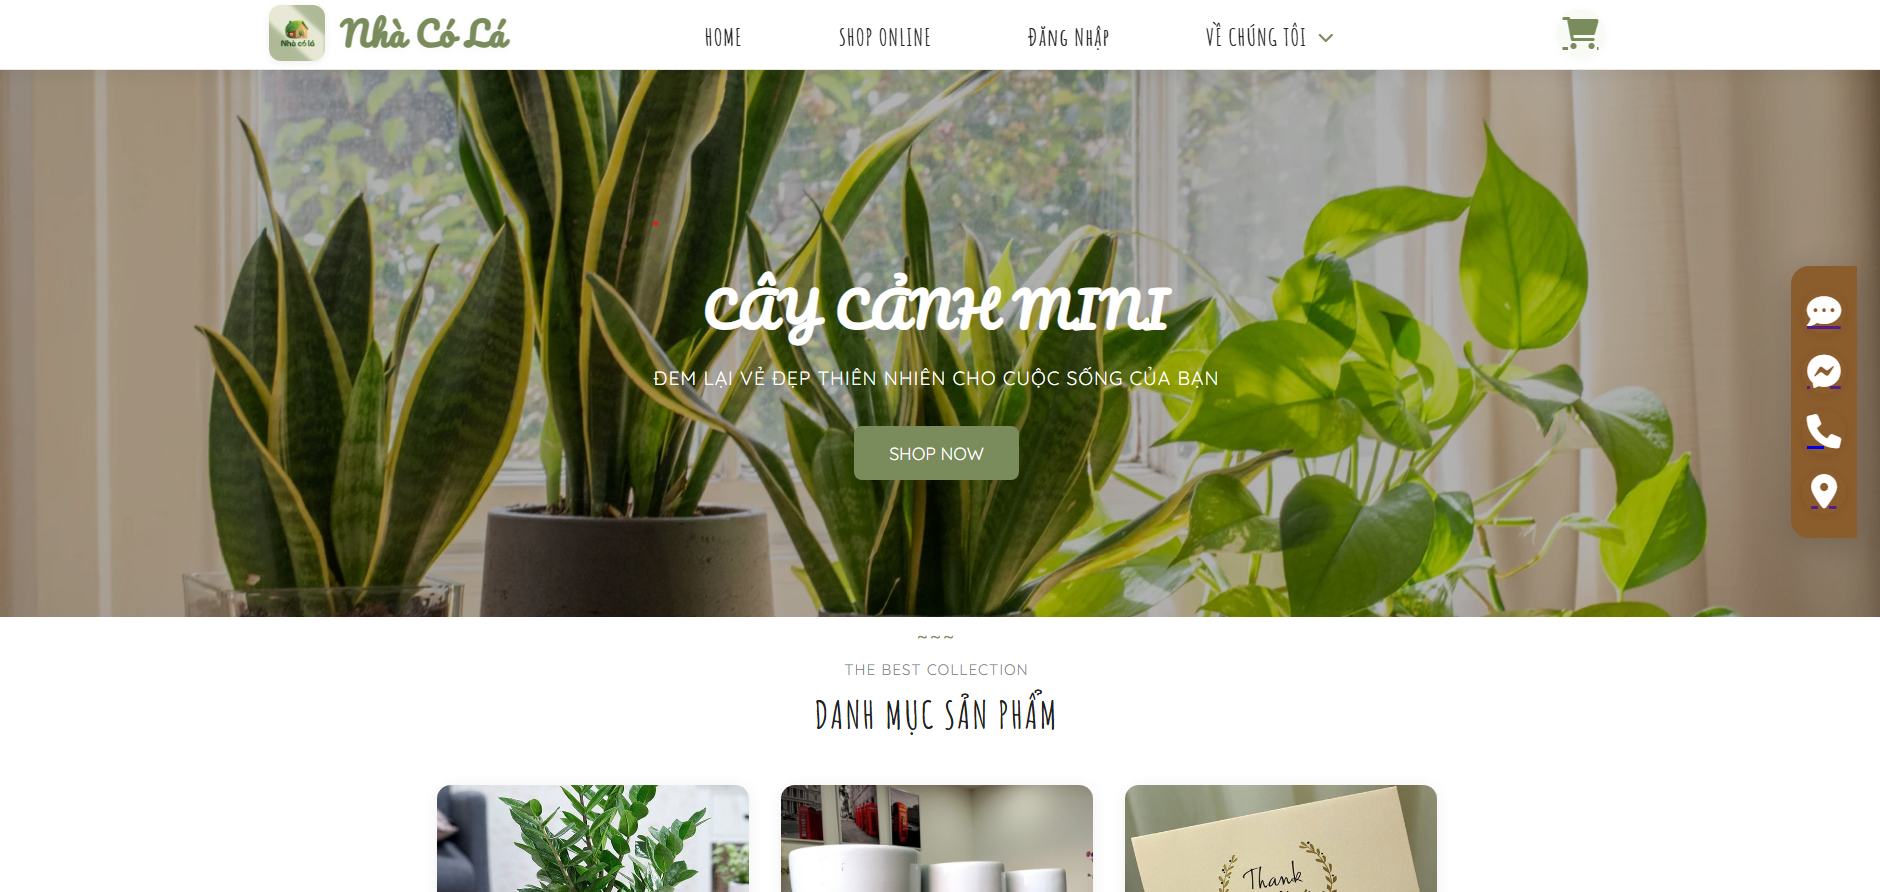 Nhà có lá
Nhà Có Lá
HOME
SHOP ONLINE
Đăng Nhập
VỀ CHÚNG TÔI
CÂY CẢNH MINI
ĐEM LẠI VẺ ĐẸP THIÊN NHIÊN CHO CUỘC SỐNG CỦA BẠN
SHOP NOW
~~~
THE BEST COLLECTION
DANH MỤC SẢN PHẨM
Thank